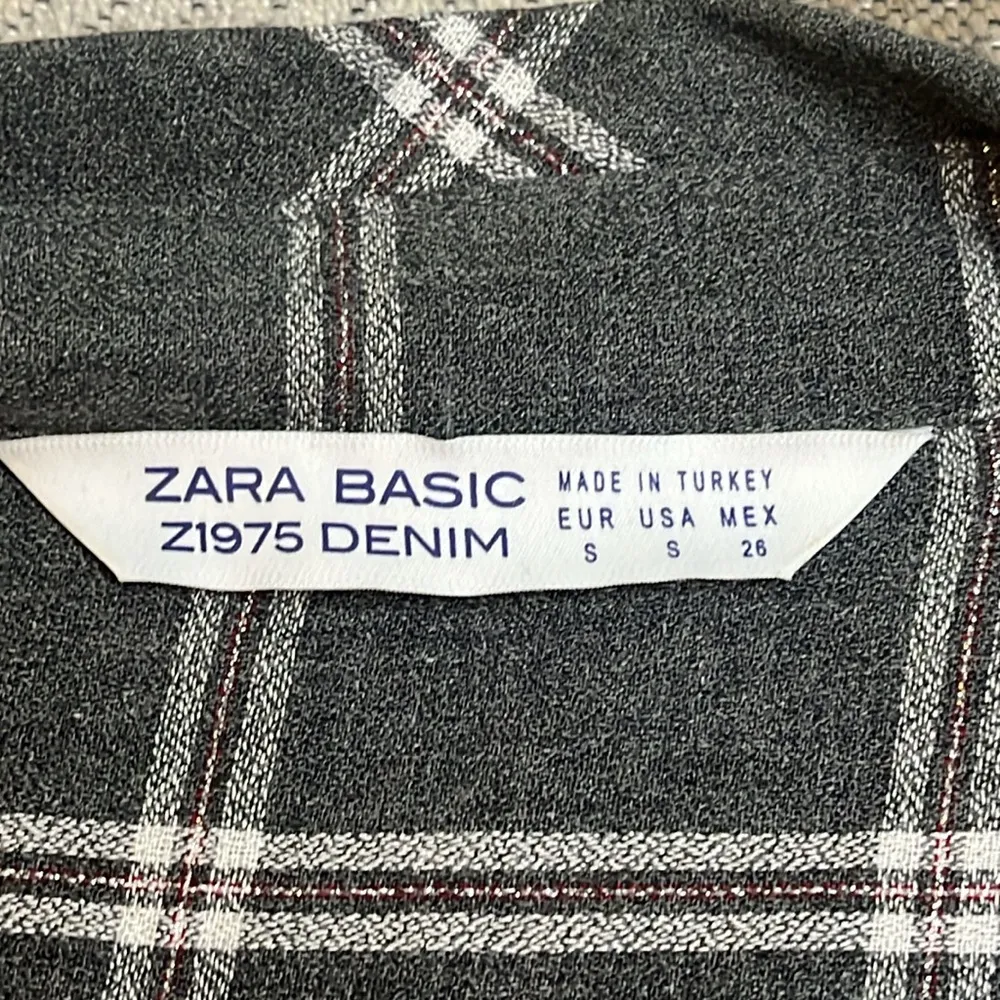 ZARA BASIC
Z1975 DENIM
MADE IN TURKEY
EUR USA MEX
S S 26